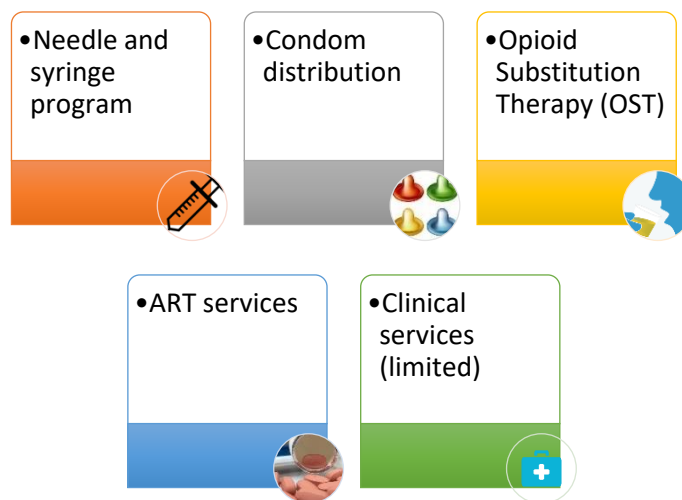 •Needle and
syringe
program
•Condom
distribution
•Opioid
Substitution
Therapy (OST)
•ART services
•Clinical
services
(limited)